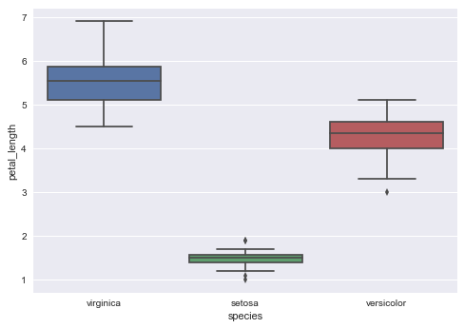 7
6
5
4
3
2
1
petal_length
virginica
setosa
versicolor
species